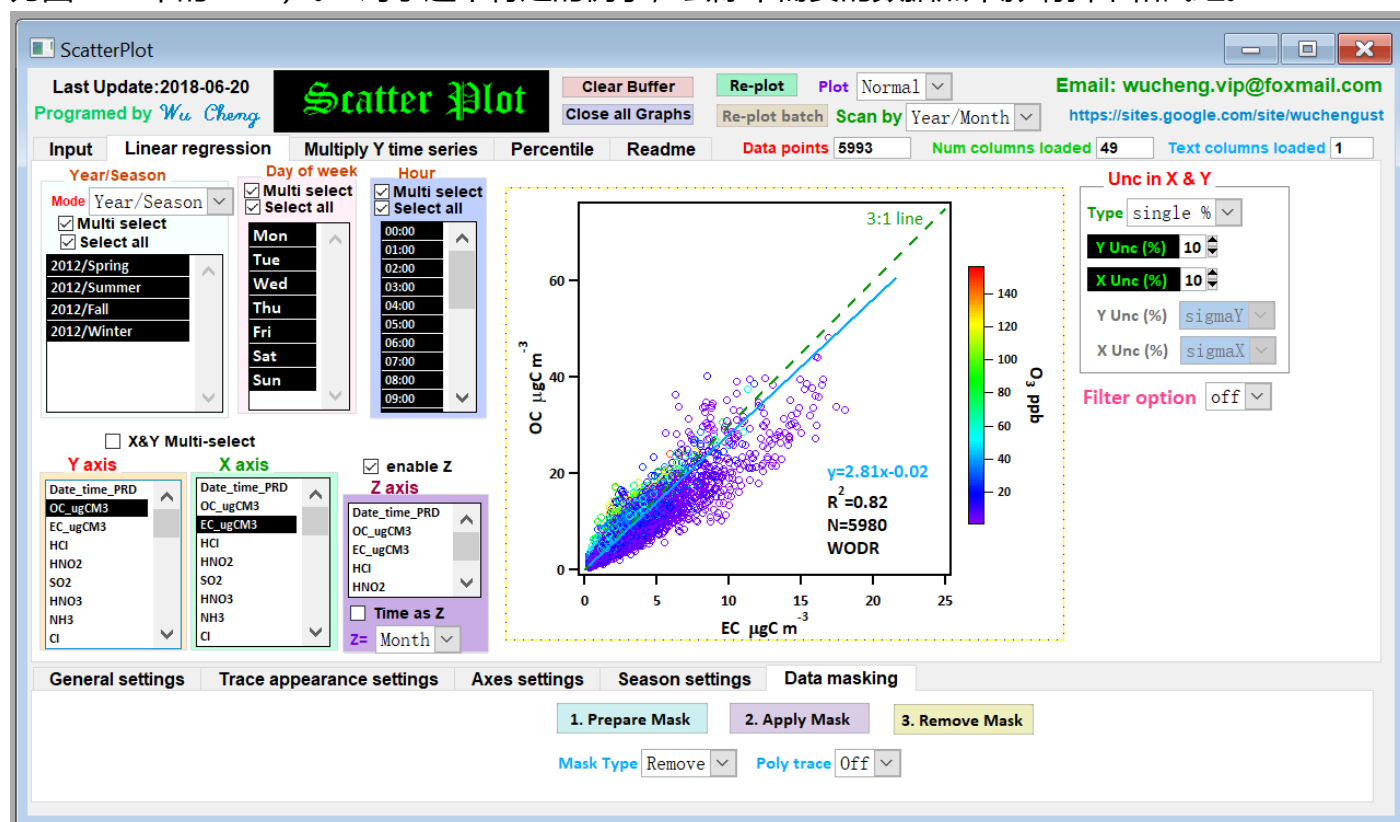 ScatterPlot
Last Update:2018-06-20
Programed by Wu Cheng
Scatter Plot
Clear Buffer
Close all Graphs
Re-plot
Plot Normal
Re-plot batch
Scan by Year/Month
Email: wucheng.vip@foxmail.com
https://sites.google.com/site/wuchengust
Input Linear regression Multiply Y time series Percentile Readme
Data points 5993
Num columns loaded 49
Text columns loaded 1
Year/Season
Mode Year/Season
Multi select
Select all
2012/Spring
2012/Summer
2012/Fall
2012/Winter
Day of week
Multi select
Select all
Mon
Tue
Wed
Thu
Fri
Sat
Sun
Hour
Multi select
Select all
00:00
01:00
02:00
03:00
04:00
05:00
06:00
07:00
08:00
09:00
X&Y Multi-select
Y axis
Date_time_PRD
OC_ugCM3
EC_ugCM3
HCl
HNO2
SO2
HNO3
NH3
Cl
X axis
Date_time_PRD
OC_ugCM3
EC_ugCM3
HCl
HNO2
SO2
HNO3
NH3
Cl
enable Z
Z axis
Date_time_PRD
OC_ugCM3
EC_ugCM3
HCl
HNO2
Time as Z
Z= Month
3:1 line
60
40
20
0
OC µgC m-3
0 5 10 15 20 25
EC µgC m-3
y=2.81x-0.02
R2=0.82
N=5980
WODR
140
120
100
80
60
40
20
O3 ppb
Unc in X & Y
Type single %
Y Unc (%) 10
X Unc (%) 10
Y Unc (%) sigmaY
X Unc (%) sigmaX
Filter option off
General settings Trace appearance settings Axes settings Season settings Data masking
1. Prepare Mask
2. Apply Mask
3. Remove Mask
Mask Type Remove
Poly trace Off